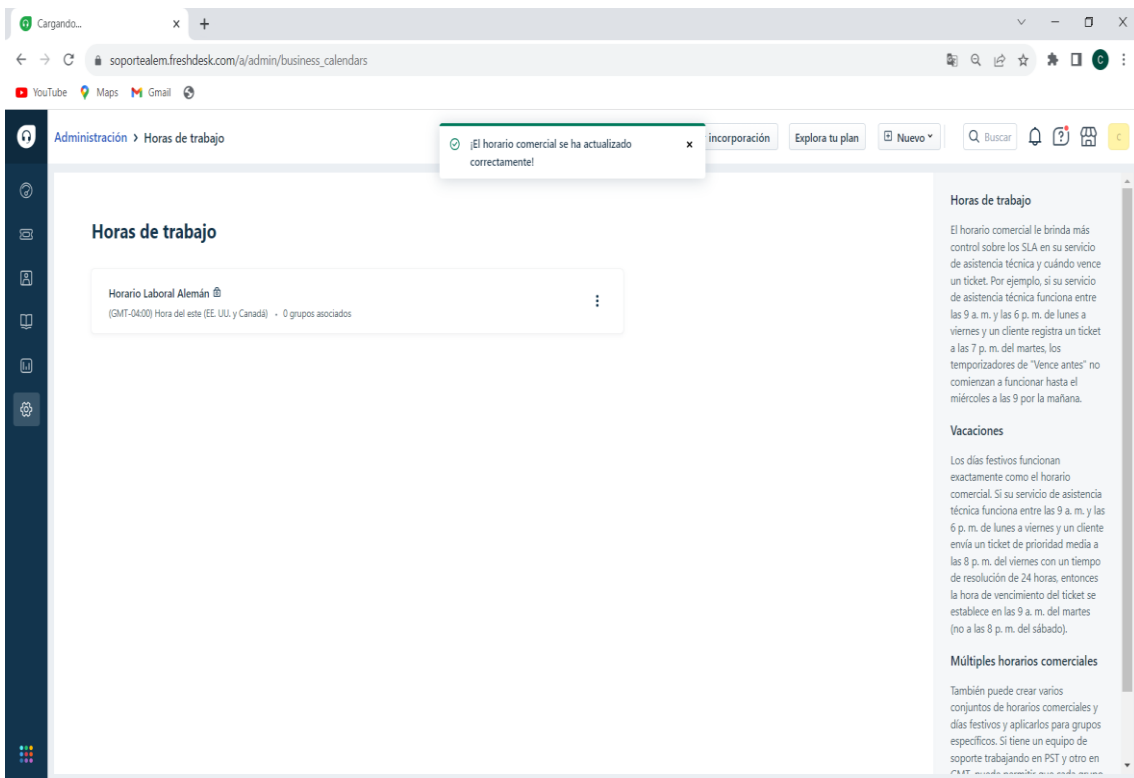 Cargando...
soportealem.freshdesk.com/a/admin/business_calendars
C
YouTube
Maps
Gmail
Administración > Horas de trabajo
¡El horario comercial se ha actualizado
correctamente!
incorporación
Explora tu plan
Nuevo
Buscar
C
Horas de trabajo
Horario Laboral Alemán
(GMT-04:00) Hora del este (EE. UU. y Canadá) • 0 grupos asociados
Horas de trabajo
El horario comercial le brinda más
control sobre los SLA en su servicio
de asistencia técnica y cuándo vence
un ticket. Por ejemplo, si su servicio
de asistencia técnica funciona entre
las 9 a. m. y las 6 p. m. de lunes a
viernes y un cliente registra un ticket
a las 7 p. m. del martes, los
temporizadores de "Vence antes" no
comienzan a funcionar hasta el
miércoles a las 9 por la mañana.
Vacaciones
Los días festivos funcionan
exactamente como el horario
comercial. Si su servicio de asistencia
técnica funciona entre las 9 a. m. y las
6 p. m. de lunes a viernes y un cliente
envía un ticket de prioridad media a
las 8 p. m. del viernes con un tiempo
de resolución de 24 horas, entonces
la hora de vencimiento del ticket se
establece en las 9 a. m. del martes
(no a las 8 p. m. del sábado).
Múltiples horarios comerciales
También puede crear varios
conjuntos de horarios comerciales y
días festivos y aplicarlos para grupos
específicos. Si tiene un equipo de
soporte trabajando en PST y otro en
GMT, puede permitir que cada grupo